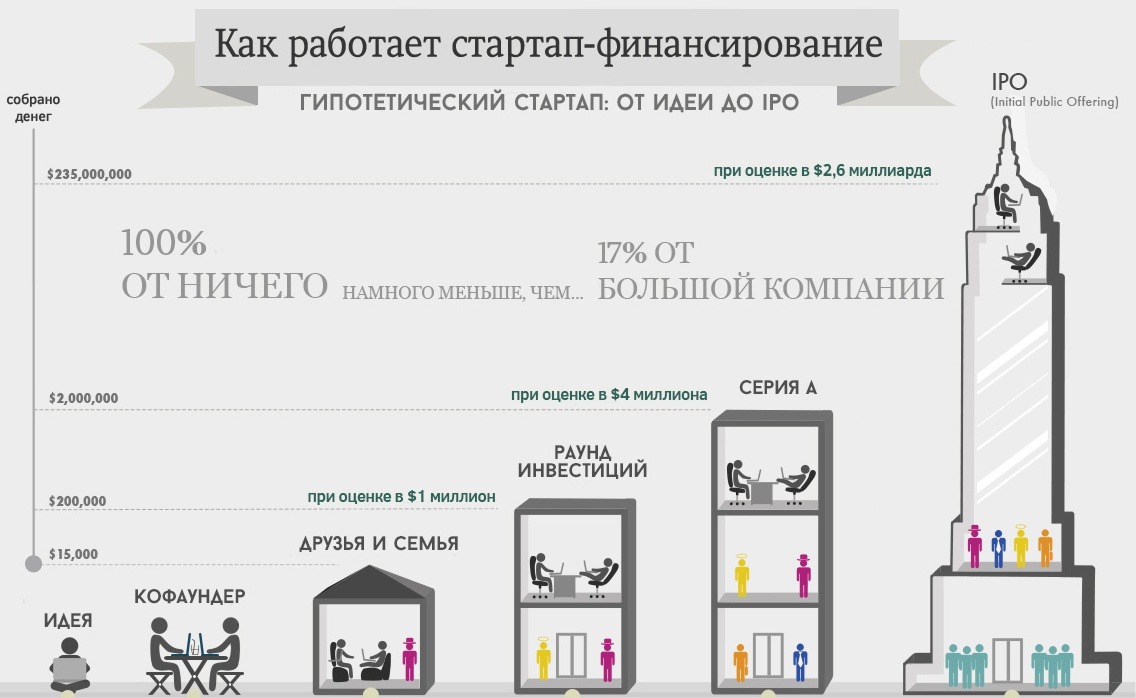 Как работает стартап-финансирование
ГИПОТЕТИЧЕСКИЙ СТАРТАП: ОТ ИДЕИ ДО IPO
IPO
(Initial Public Offering)
собрано
денег
$235,000,000
при оценке в $2,6 миллиарда
100%
ОТ НИЧЕГО
НАМНОГО МЕНЬШЕ, ЧЕМ...
17% ОТ
БОЛЬШОЙ КОМПАНИИ
$2,000,000
при оценке в $4 миллиона
СЕРИЯ А
РАУНД
ИНВЕСТИЦИЙ
$200,000
при оценке в $1 миллион
ДРУЗЬЯ И СЕМЬЯ
$15,000
КОФАУНДЕР
ИДЕЯ